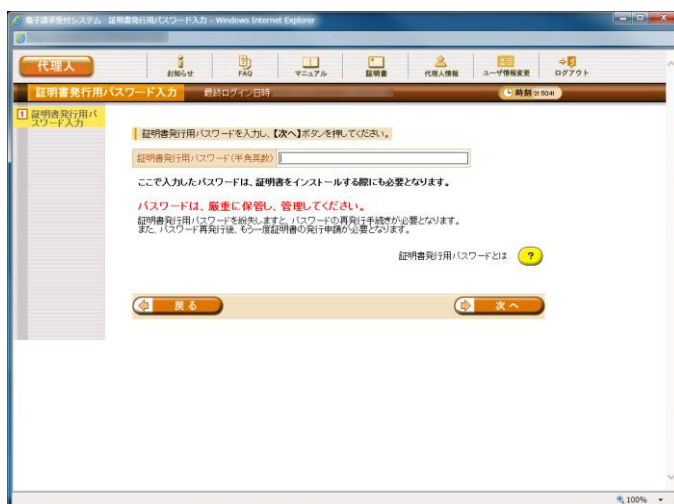 電子請求受付システム 証明書発行用パスワード入力 - Windows Internet Explorer
代理人
お知らせ
FAQ
マニュアル
証明書
代理人情報
ユーザ情報変更
ログアウト
証明書発行用パスワード入力 最終ログイン日時
時刻 21:50:41
1 証明書発行用パ
スワード入力
証明書発行用パスワードを入力し、【次へ】ボタンを押してください。
証明書発行用パスワード(半角英数)
ここで入力したパスワードは、証明書をインストールする際にも必要となります。
パスワードは、厳重に保管し、管理してください。
証明書発行用パスワードを紛失しますと、パスワードの再発行手続きが必要となります。
また、パスワード再発行後、もう一度証明書の発行申請が必要となります。
証明書発行用パスワードとは ?
戻る
次へ
100%